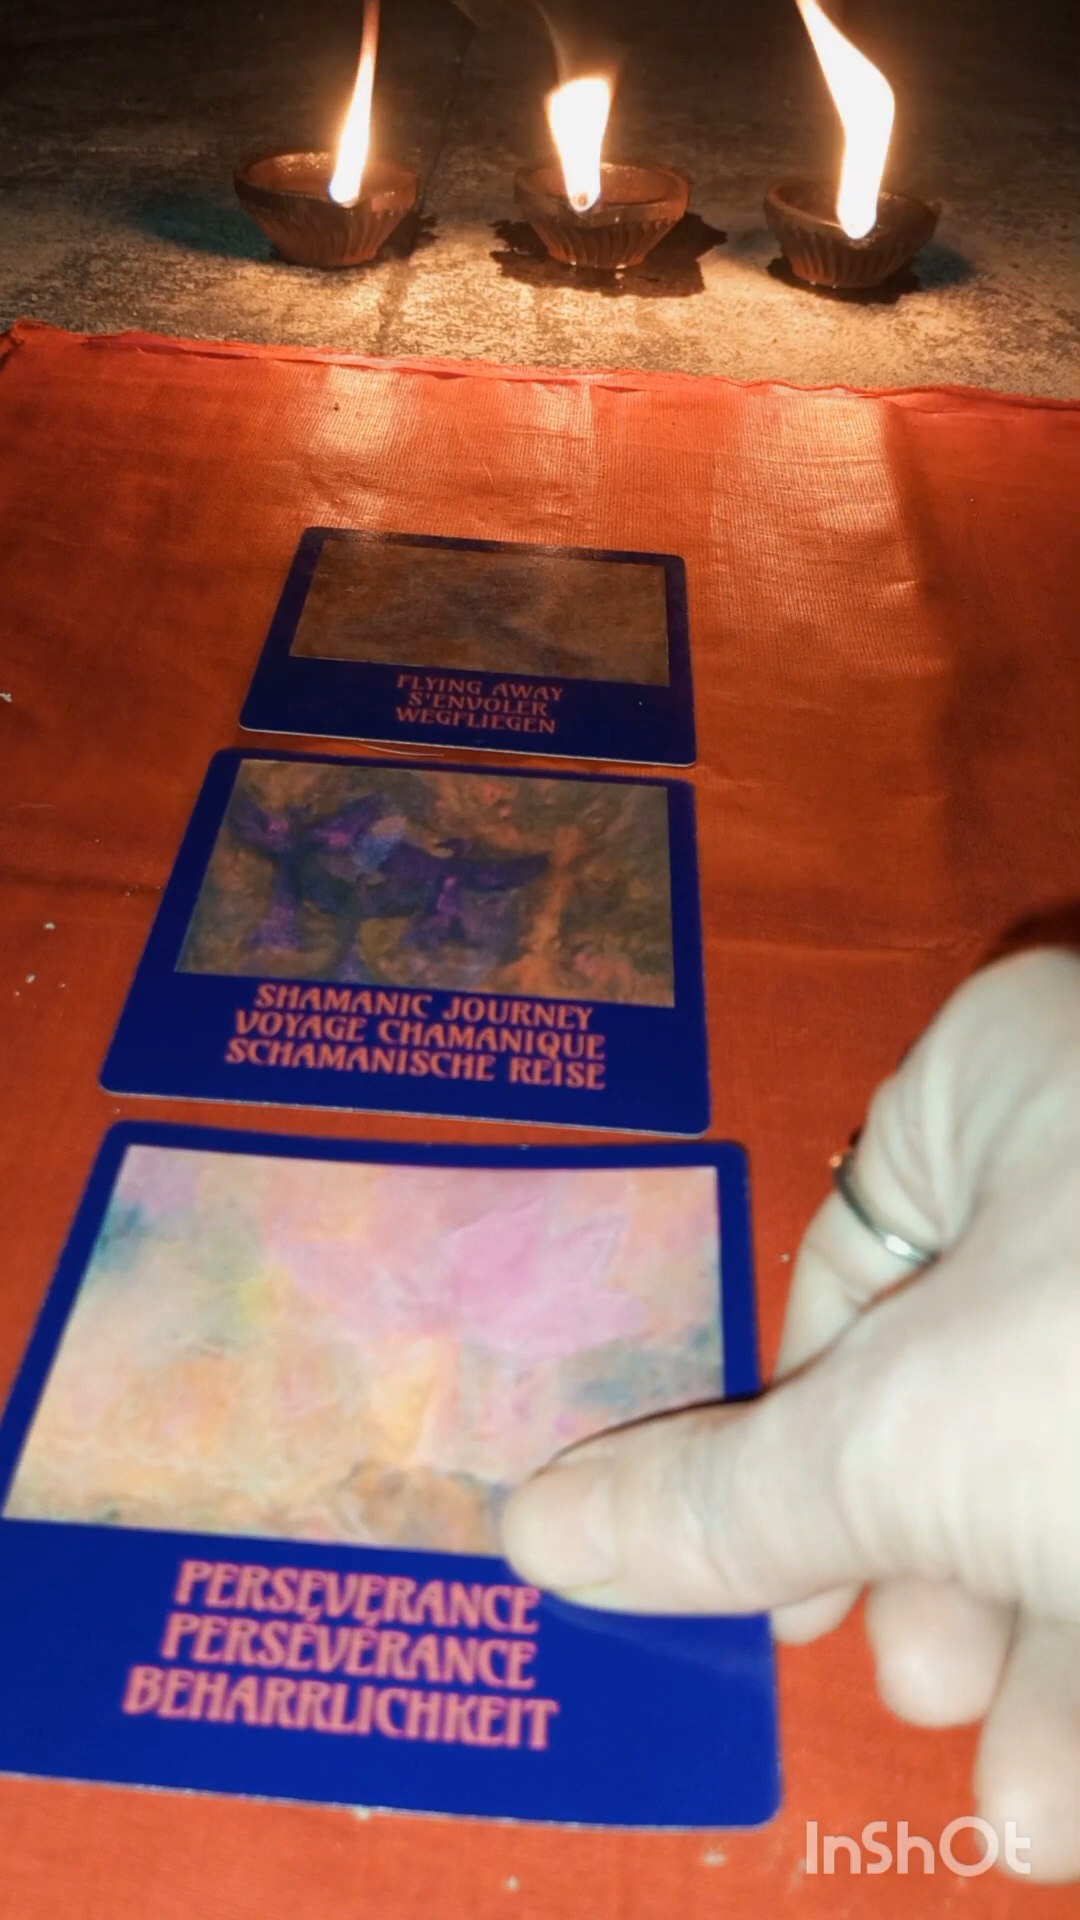 FLYING AWAY
S'ENVOLER
WEGFLIEGEN
SHAMANIC JOURNEY
VOYAGE CHAMANIQUE
SCHAMANISCHE REISE
PERSEVERANCE
PERSÉVÉRANCE
BEHARRLICHKEIT
InShOt